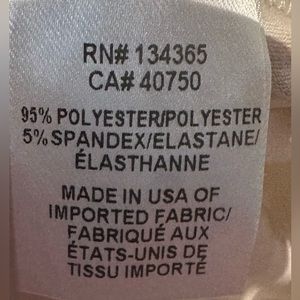 RN# 134365
CA# 40750
95% POLYESTER/POLYESTER
5% SPANDEX/ELASTANE/
ÉLASTHANNE
MADE IN USA OF
IMPORTED FABRIC/
FABRIQUÉ AUX
ÉTATS-UNIS DE
TISSU IMPORTÉ